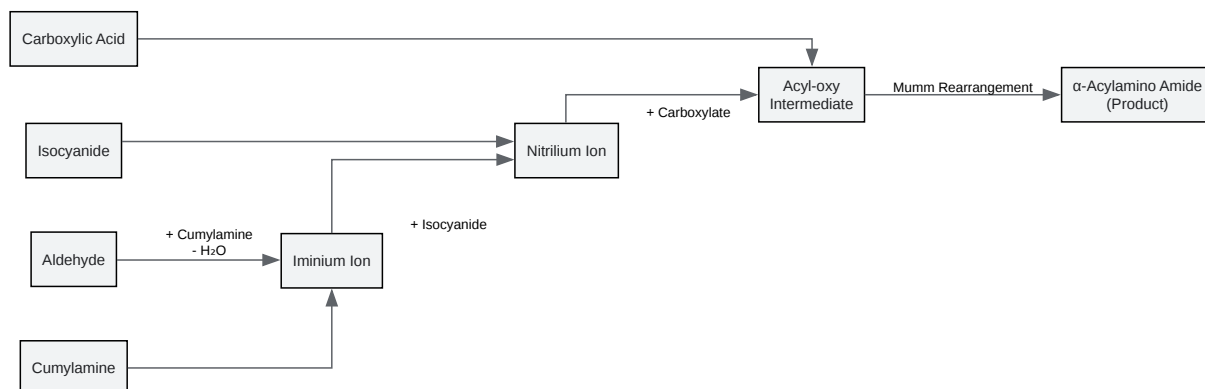 Carboxylic Acid
Acyl-oxy
Intermediate
Mumm Rearrangement
α-Acylamino Amide
(Product)
+ Carboxylate
Isocyanide
Nitrilium Ion
+ Isocyanide
+ Cumylamine
- H₂O
Aldehyde
Iminium Ion
Cumylamine